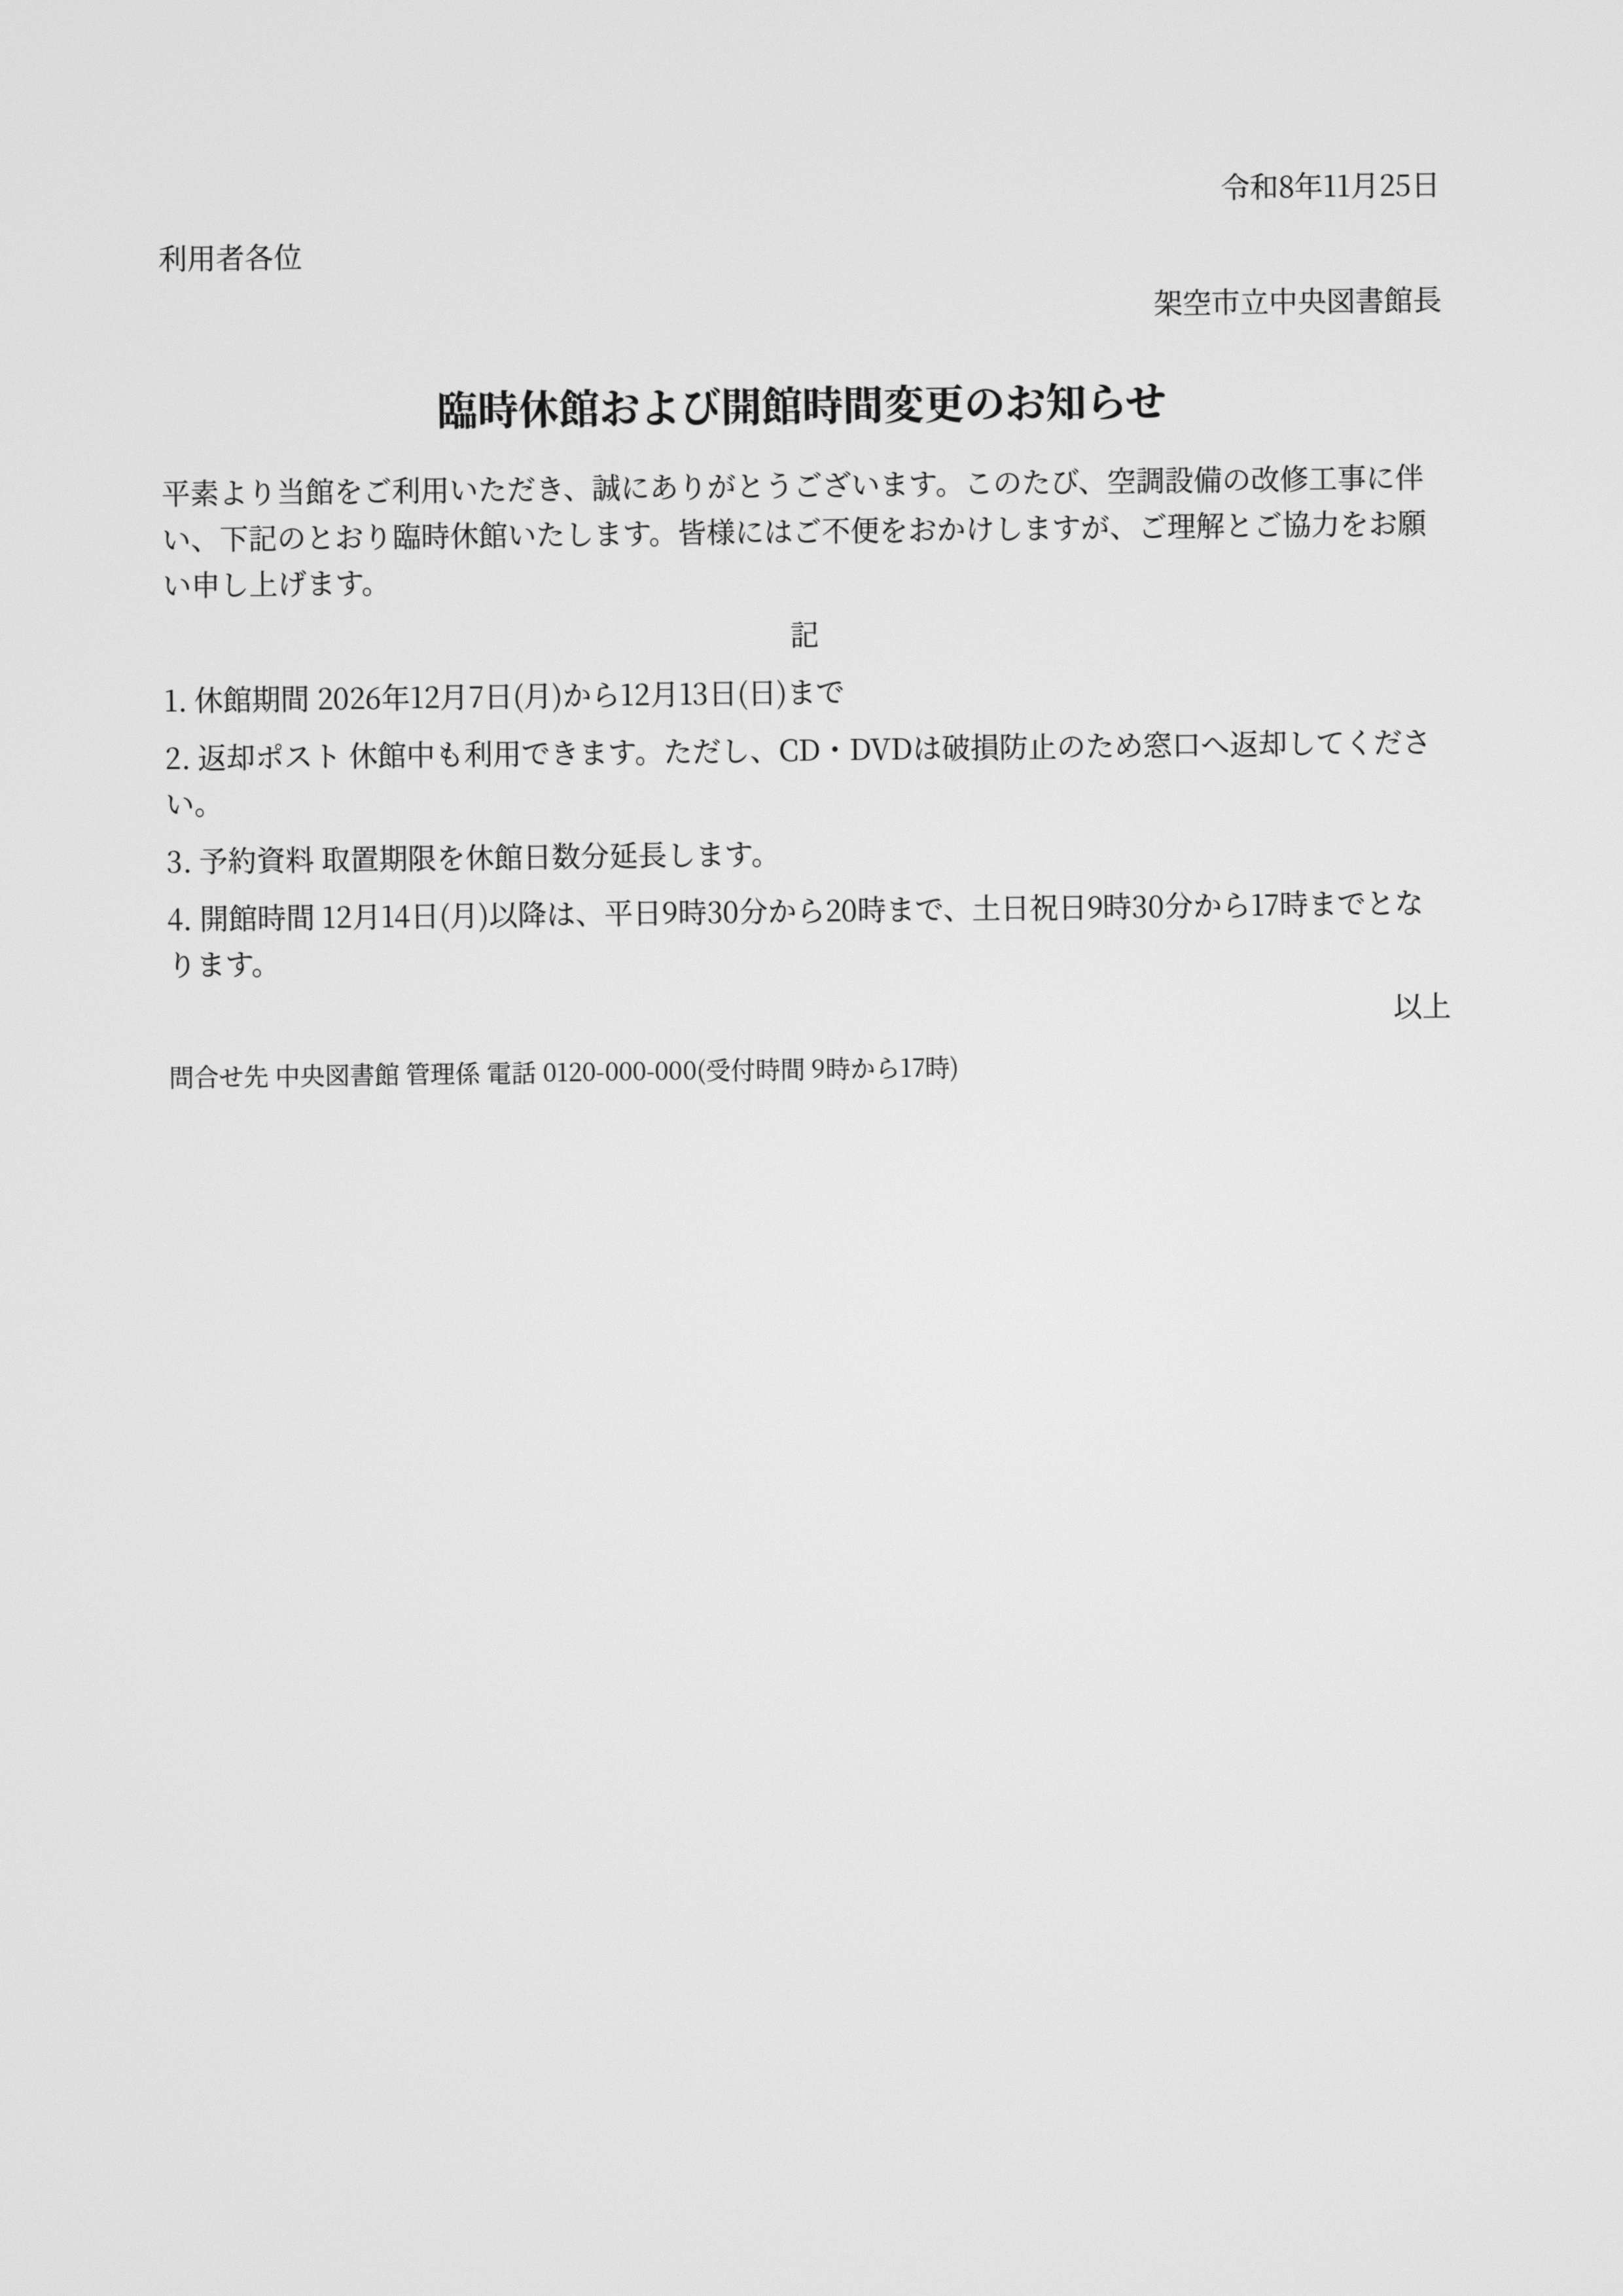 令和8年11月25日
利用者各位
架空市立中央図書館長
臨時休館および開館時間変更のお知らせ
平素より当館をご利用いただき、誠にありがとうございます。このたび、空調設備の改修工事に伴
い、下記のとおり臨時休館いたします。皆様にはご不便をおかけしますが、ご理解とご協力をお願
い申し上げます。
記
1. 休館期間 2026年12月7日(月)から12月13日(日)まで
2. 返却ポスト 休館中も利用できます。ただし、CD・DVDは破損防止のため窓口へ返却してくださ
い。
3. 予約資料 取置期限を休館日数分延長します。
4. 開館時間 12月14日(月)以降は、平日9時30分から20時まで、土日祝日9時30分から17時までとな
ります。
以上
問合せ先 中央図書館 管理係 電話 0120-000-000(受付時間 9時から17時)